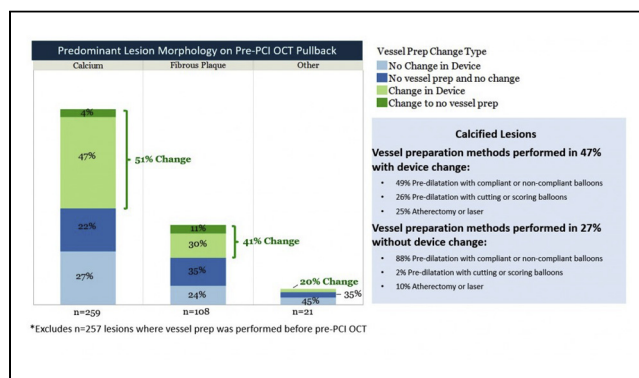 Predominant Lesion Morphology on Pre-PCI OCT Pullback
Calcium
Fibrous Plaque
Other
4%
47%
51% Change
22%
27%
11%
30%
41% Change
35%
24%
20% Change
35%
45%
n=259
n=108
n=21
*Excludes n=257 lesions where vessel prep was performed before pre-PCI OCT
Vessel Prep Change Type
No Change in Device
No vessel prep and no change
Change in Device
Change to no vessel prep
Calcified Lesions
Vessel preparation methods performed in 47%
with device change:
• 49% Pre-dilatation with compliant or non-compliant balloons
• 26% Pre-dilatation with cutting or scoring balloons
• 25% Atherectomy or laser
Vessel preparation methods performed in 27%
without device change:
• 88% Pre-dilatation with compliant or non-compliant balloons
• 2% Pre-dilatation with cutting or scoring balloons
• 10% Atherectomy or laser